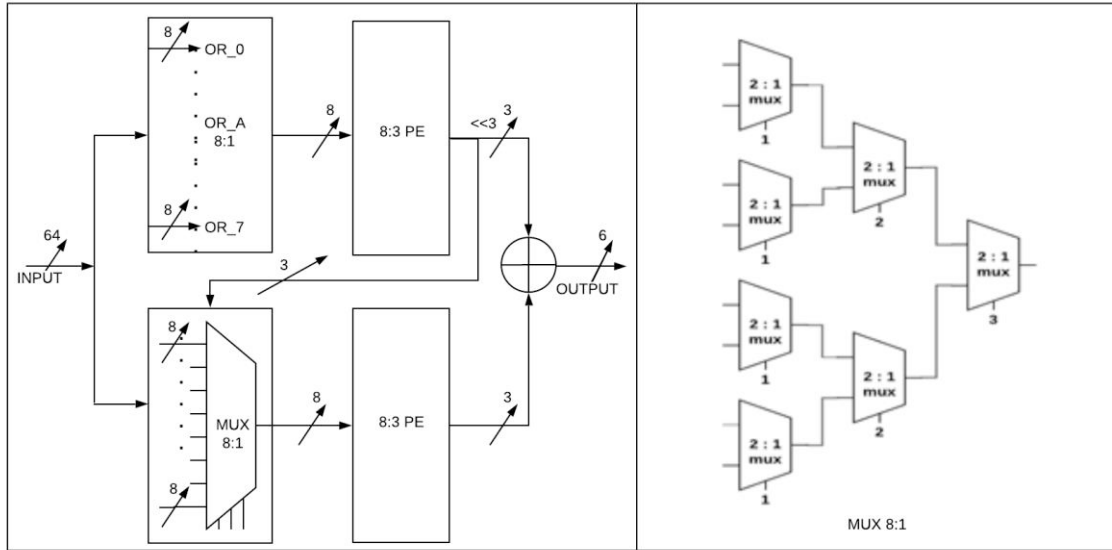 8
OR_0
OR_A
8:1
8
OR_7
8
8:3 PE
<<3
3
64
INPUT
3
6
OUTPUT
8
MUX
8:1
8
8
8:3 PE
3
2 : 1
mux
1
2 : 1
mux
1
2 : 1
mux
2
2 : 1
mux
3
2 : 1
mux
1
2 : 1
mux
2
2 : 1
mux
1
MUX 8:1